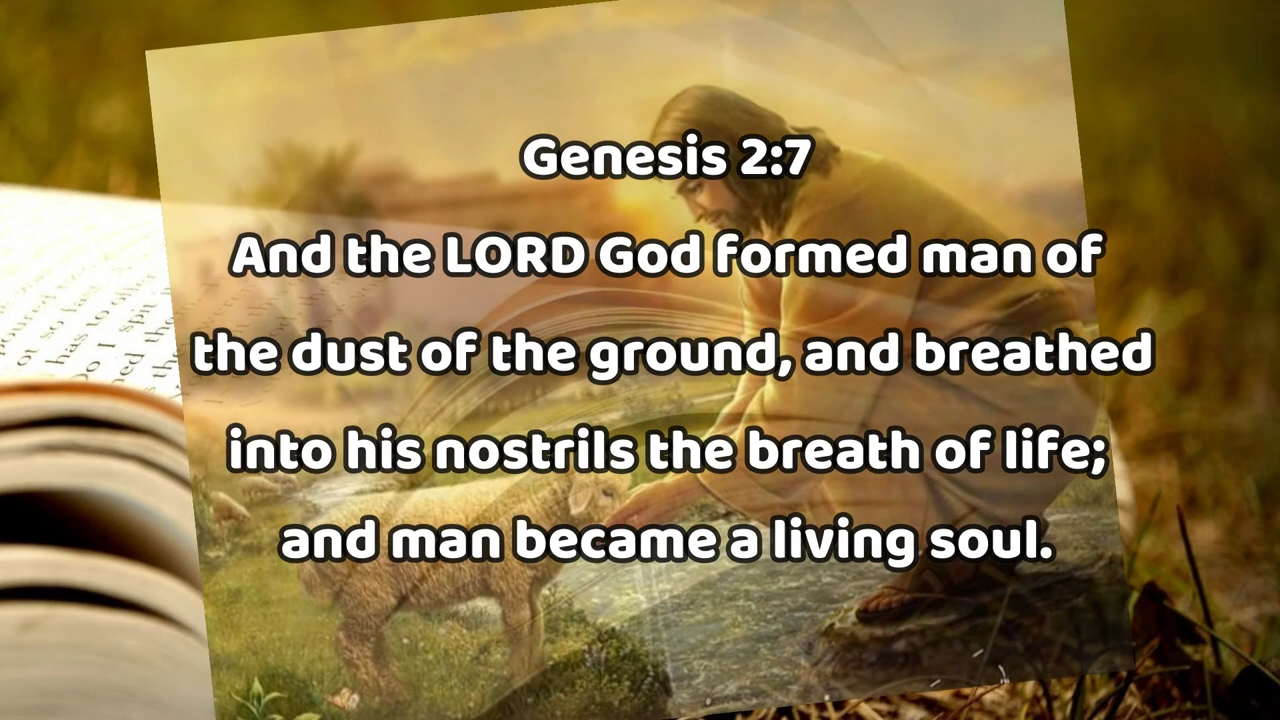 Genesis 2:7
And the LORD God formed man of
the dust of the ground, and breathed
into his nostrils the breath of life;
and man became a living soul.